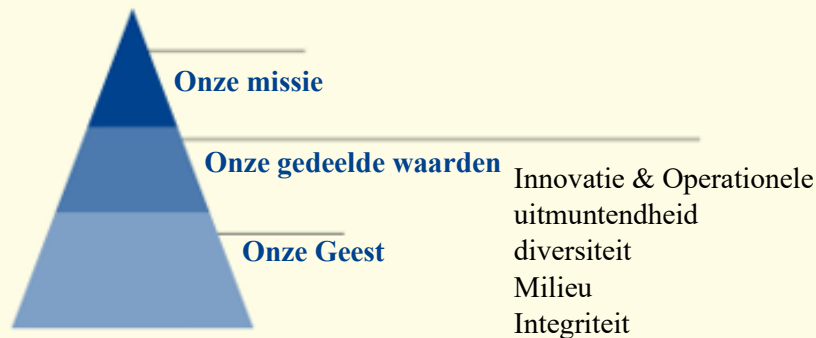 Onze missie
Onze gedeelde waarden
Innovatie & Operationele
uitmuntendheid
diversiteit
Milieu
Integriteit
Onze Geest